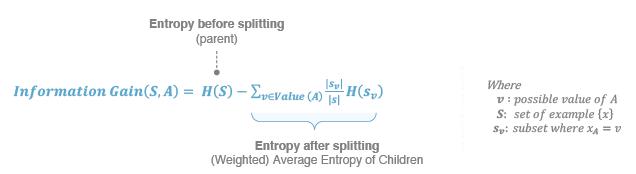 Entropy before splitting
(parent)
Information Gain(S, A) = H(S) − ∑v∈Value (A) |sv|/|s| H(sv)
Entropy after splitting
(Weighted) Average Entropy of Children
Where
v : possible value of A
S: set of example {x}
sv: subset where xA = v